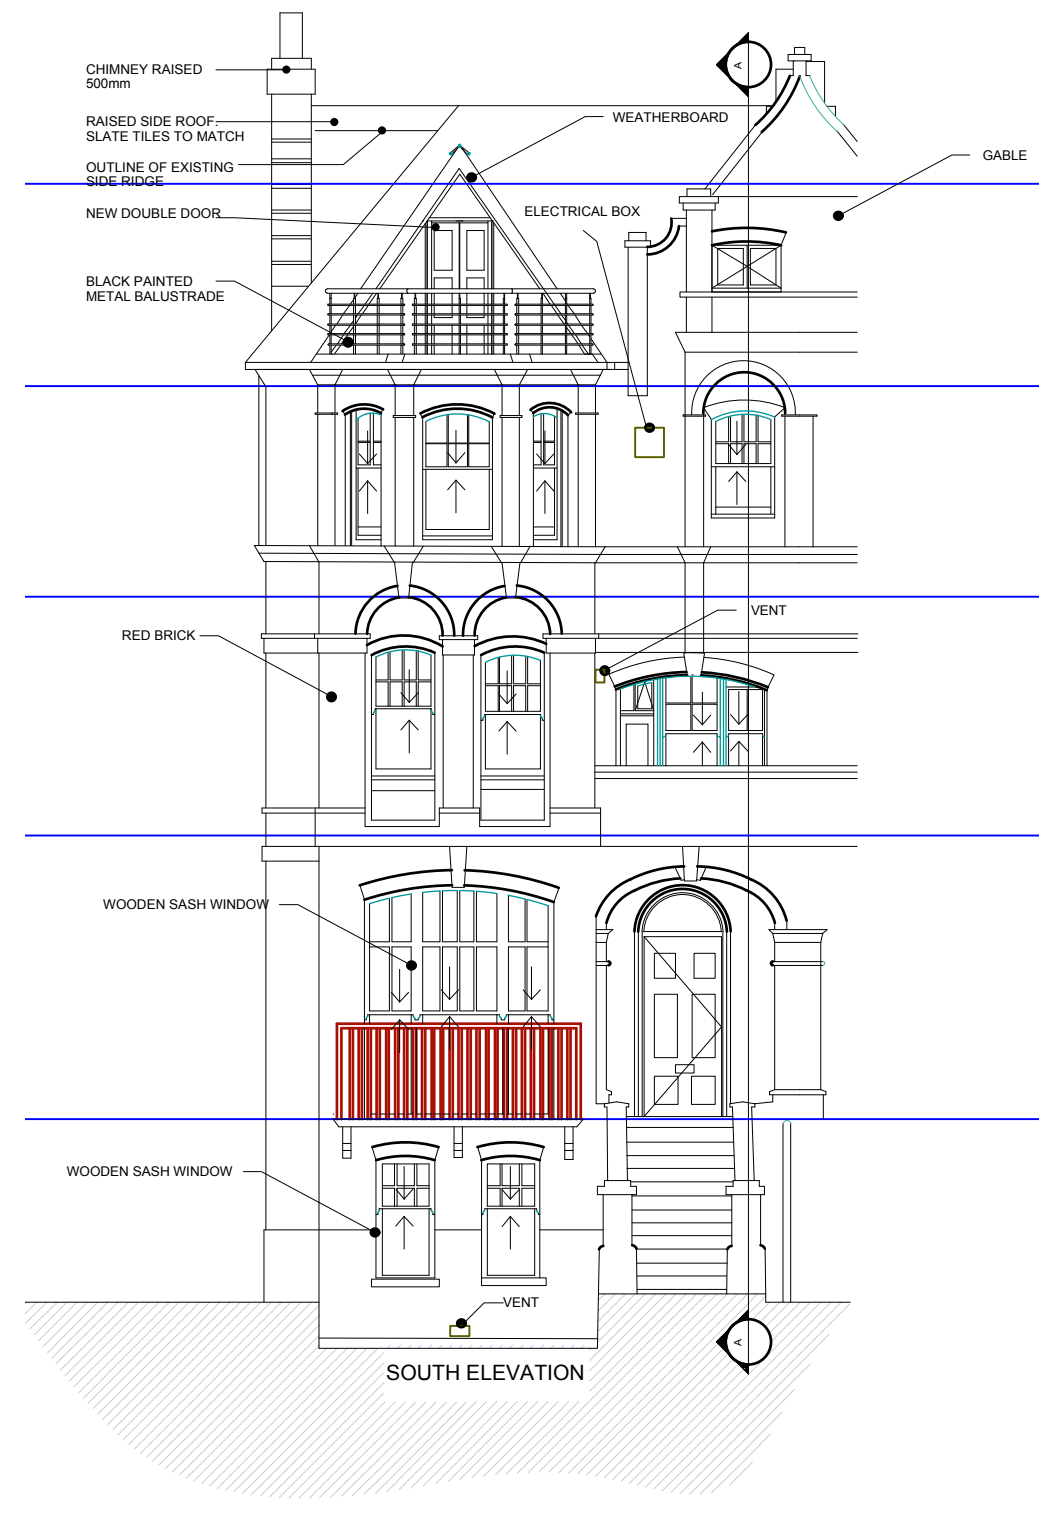 A
CHIMNEY RAISED
500mm
WEATHERBOARD
RAISED SIDE ROOF.
SLATE TILES TO MATCH
GABLE
OUTLINE OF EXISTING
SIDE RIDGE
NEW DOUBLE DOOR
ELECTRICAL BOX
BLACK PAINTED
METAL BALUSTRADE
VENT
RED BRICK
WOODEN SASH WINDOW
WOODEN SASH WINDOW
VENT
A
SOUTH ELEVATION